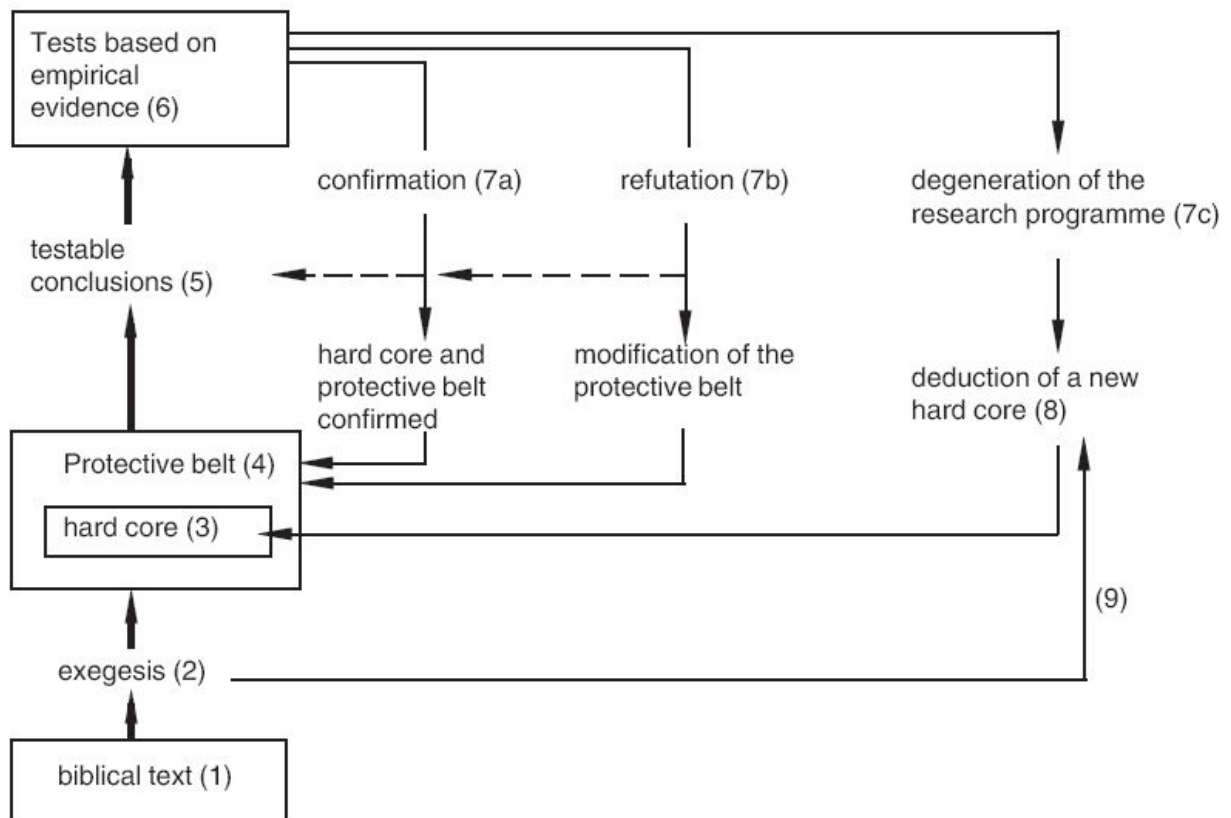 Tests based on
empirical
evidence (6)
confirmation (7a)
refutation (7b)
degeneration of the
research programme (7c)
testable
conclusions (5)
hard core and
protective belt
confirmed
modification of the
protective belt
deduction of a new
hard core (8)
Protective belt (4)
hard core (3)
(9)
exegesis (2)
biblical text (1)